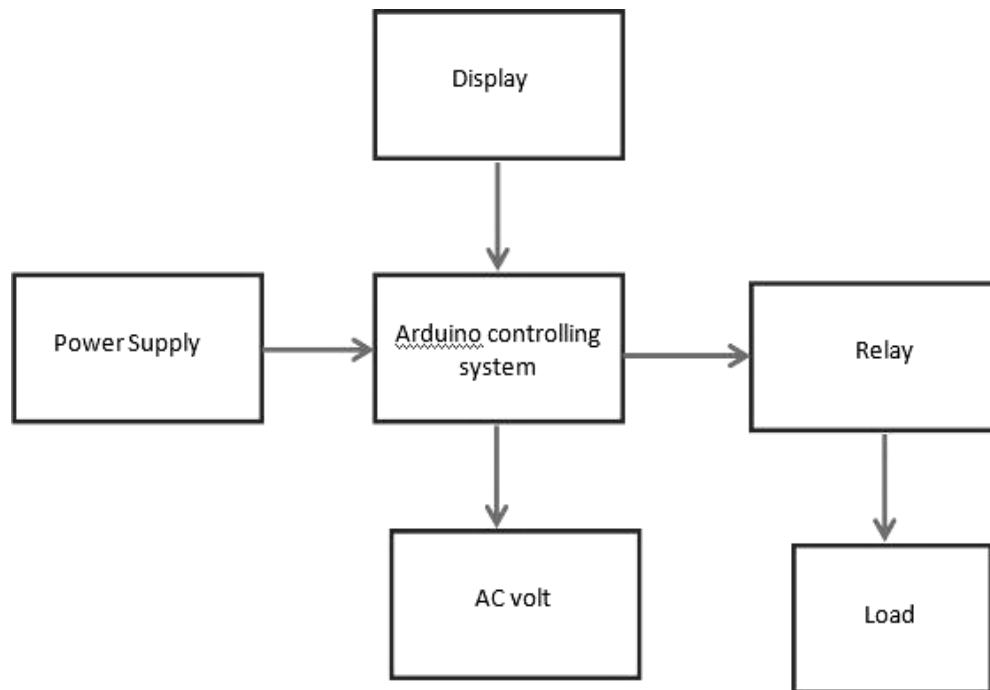 Display
Power Supply
Arduino controlling
system
Relay
AC volt
Load